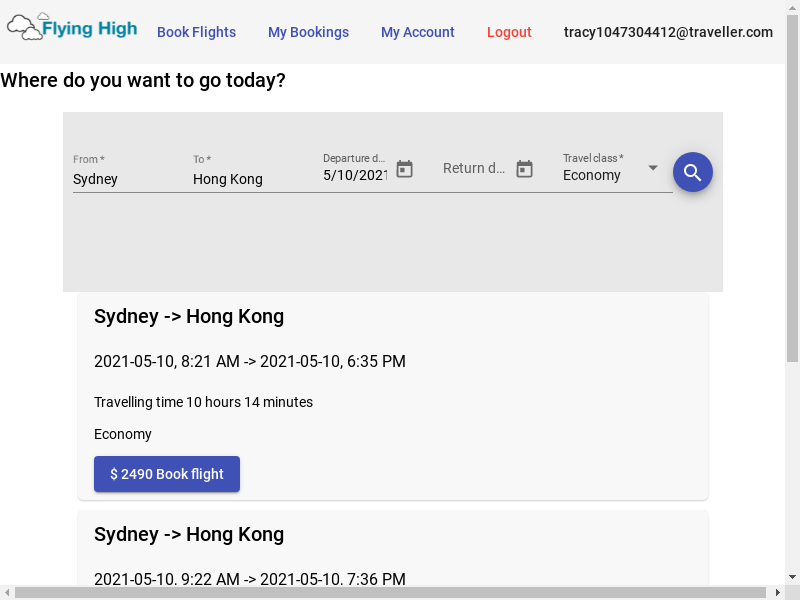 Flying High
Book Flights My Bookings My Account Logout tracy1047304412@traveller.com
Where do you want to go today?
From * To * Departure d... Travel class *
Sydney Hong Kong 5/10/2021 Return d... Economy
Sydney -> Hong Kong
2021-05-10, 8:21 AM -> 2021-05-10, 6:35 PM
Travelling time 10 hours 14 minutes
Economy
$ 2490 Book flight
Sydney -> Hong Kong
2021-05-10, 9:22 AM -> 2021-05-10, 7:36 PM